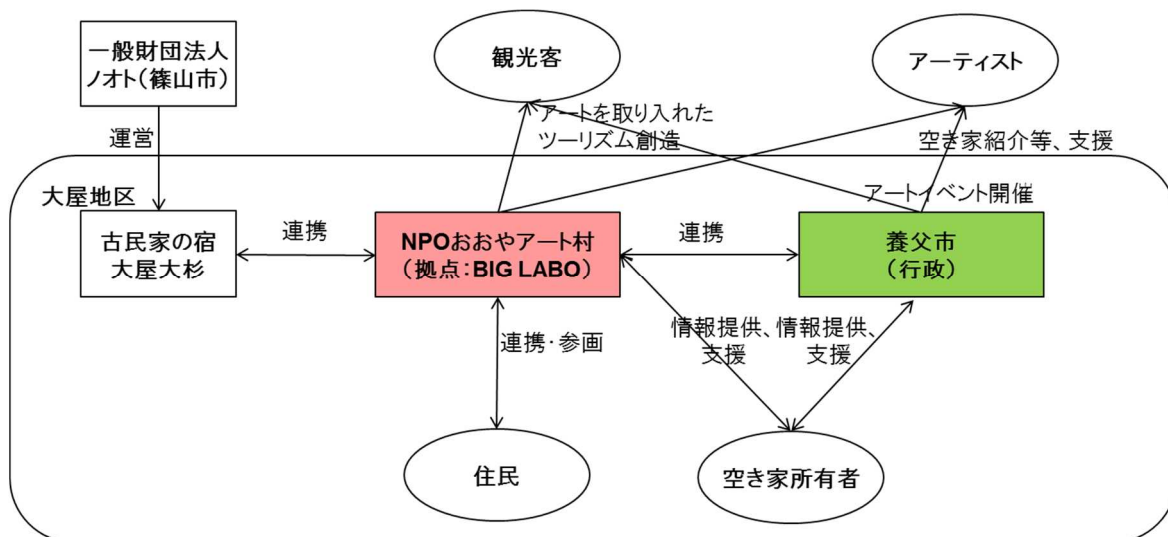 一般財団法人
ノオト(篠山市)
観光客
アーティスト
運営
アートを取り入れた
ツーリズム創造
空き家紹介等、支援
大屋地区
アートイベント開催
古民家の宿
大屋大杉
連携
NPOおおやアート村
(拠点:BIG LABO)
連携
養父市
(行政)
連携・参画
情報提供、
支援
情報提供、
支援
住民
空き家所有者